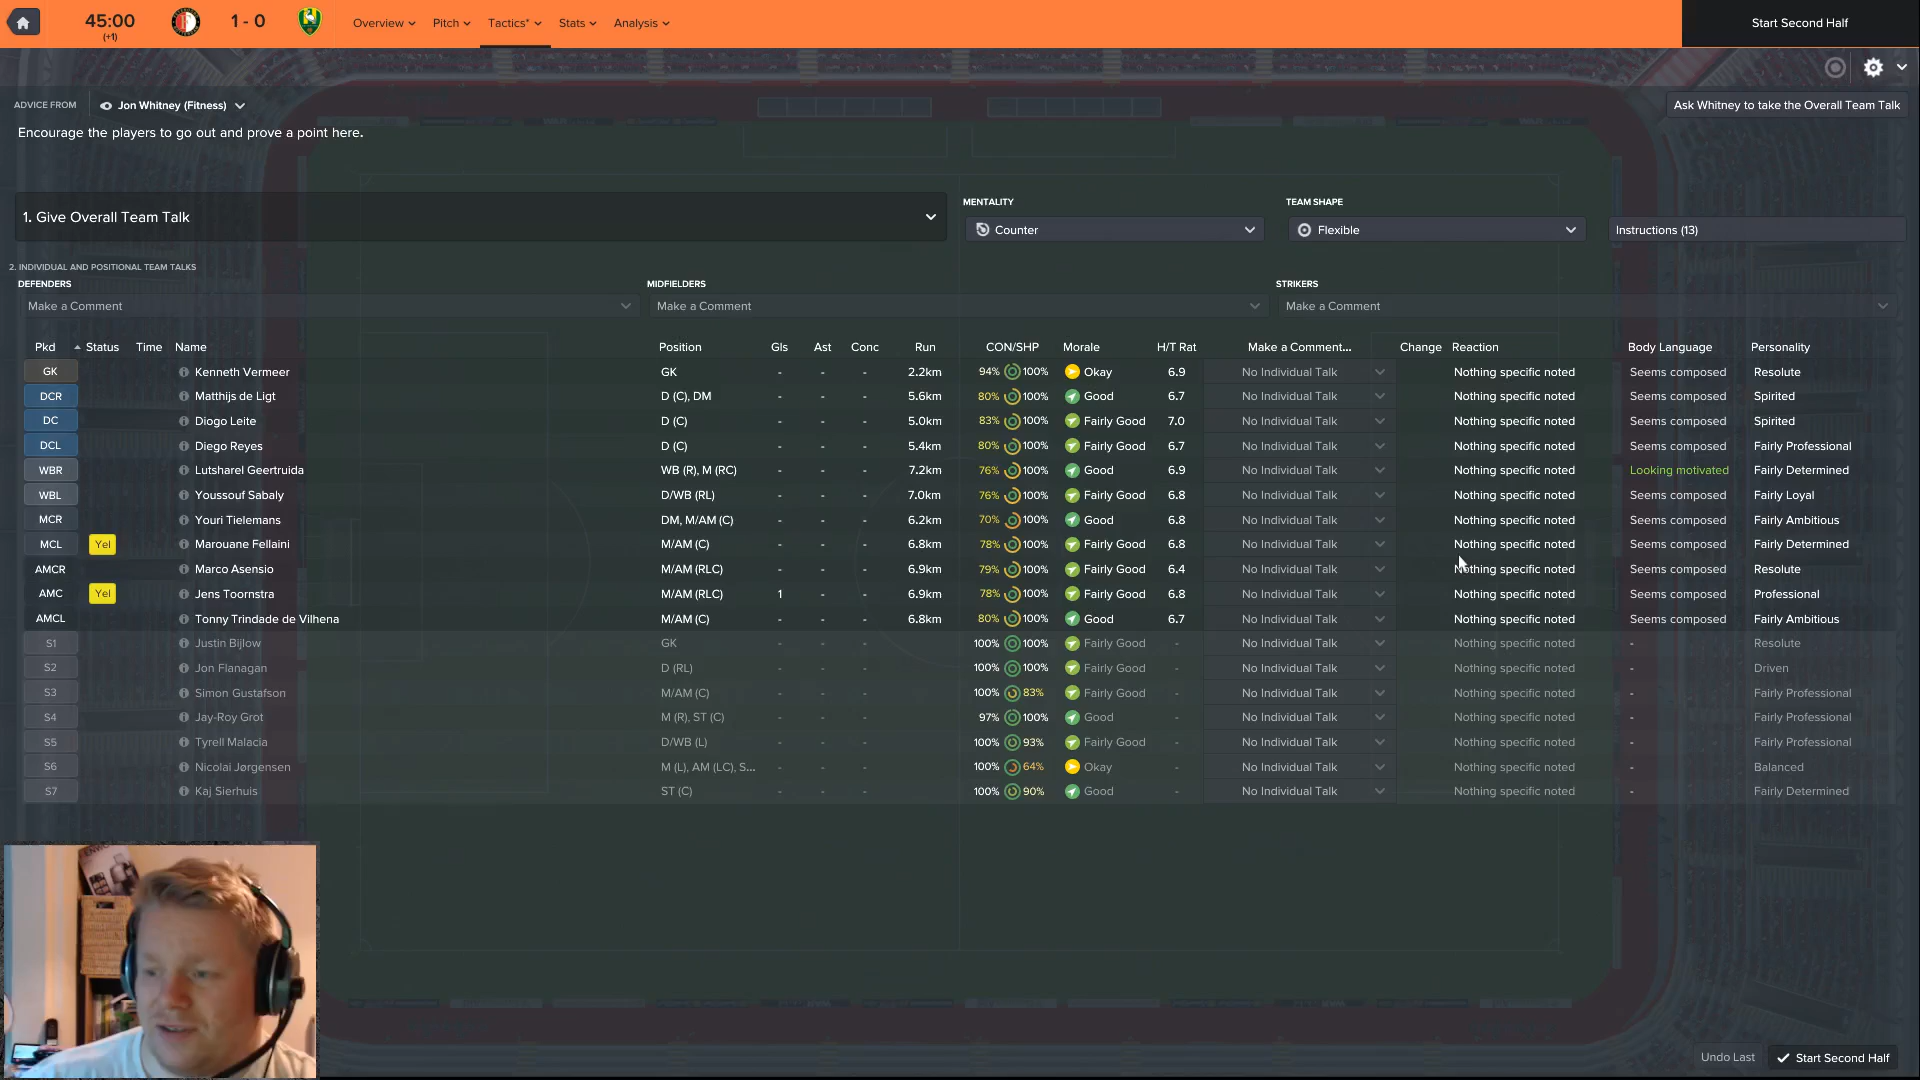 45:00
(+1)
1 - 0
Overview
Pitch
Tactics*
Stats
Analysis
Start Second Half
ADVICE FROM
Jon Whitney (Fitness)
Ask Whitney to take the Overall Team Talk
Encourage the players to go out and prove a point here.
1. Give Overall Team Talk
MENTALITY
Counter
TEAM SHAPE
Flexible
Instructions (13)
2. INDIVIDUAL AND POSITIONAL TEAM TALKS
DEFENDERS
Make a Comment
MIDFIELDERS
Make a Comment
STRIKERS
Make a Comment
Pkd Status Time Name Position Gls Ast Conc Run CON/SHP Morale H/T Rat Make a Comment... Change Reaction Body Language Personality
GK Kenneth Vermeer GK - - - 2.2km 94% 100% Okay 6.9 No Individual Talk Nothing specific noted Seems composed Resolute
DCR Matthijs de Ligt D (C), DM - - - 5.6km 80% 100% Good 6.7 No Individual Talk Nothing specific noted Seems composed Spirited
DC Diogo Leite D (C) - - - 5.0km 83% 100% Fairly Good 7.0 No Individual Talk Nothing specific noted Seems composed Spirited
DCL Diego Reyes D (C) - - - 5.4km 80% 100% Fairly Good 6.7 No Individual Talk Nothing specific noted Seems composed Fairly Professional
WBR Lutsharel Geertruida WB (R), M (RC) - - - 7.2km 76% 100% Good 6.9 No Individual Talk Nothing specific noted Looking motivated Fairly Determined
WBL Youssouf Sabaly D/WB (RL) - - - 7.0km 76% 100% Fairly Good 6.8 No Individual Talk Nothing specific noted Seems composed Fairly Loyal
MCR Youri Tielemans DM, M/AM (C) - - - 6.2km 70% 100% Good 6.8 No Individual Talk Nothing specific noted Seems composed Fairly Ambitious
MCL Yel Marouane Fellaini M/AM (C) - - - 6.8km 78% 100% Fairly Good 6.8 No Individual Talk Nothing specific noted Seems composed Fairly Determined
AMCR Marco Asensio M/AM (RLC) - - - 6.9km 79% 100% Fairly Good 6.4 No Individual Talk Nothing specific noted Seems composed Resolute
AMC Yel Jens Toornstra M/AM (RLC) 1 - - 6.9km 78% 100% Fairly Good 6.8 No Individual Talk Nothing specific noted Seems composed Professional
AMCL Tonny Trindade de Vilhena M/AM (C) - - - 6.8km 80% 100% Good 6.7 No Individual Talk Nothing specific noted Seems composed Fairly Ambitious
S1 Justin Bijlow GK - - - 100% 100% Fairly Good - No Individual Talk Nothing specific noted - Resolute
S2 Jon Flanagan D (RL) - - - 100% 100% Fairly Good - No Individual Talk Nothing specific noted - Driven
S3 Simon Gustafson M/AM (C) - - - 100% 83% Fairly Good - No Individual Talk Nothing specific noted - Fairly Professional
S4 Jay-Roy Grot M (R), ST (C) - - - 97% 100% Good - No Individual Talk Nothing specific noted - Fairly Professional
S5 Tyrell Malacia D/WB (L) - - - 100% 93% Fairly Good - No Individual Talk Nothing specific noted - Fairly Professional
S6 Nicolai Jørgensen M (L), AM (LC), S... - - - 100% 64% Okay - No Individual Talk Nothing specific noted - Balanced
S7 Kaj Sierhuis ST (C) - - - 100% 90% Good - No Individual Talk Nothing specific noted - Fairly Determined
Undo Last
Start Second Half